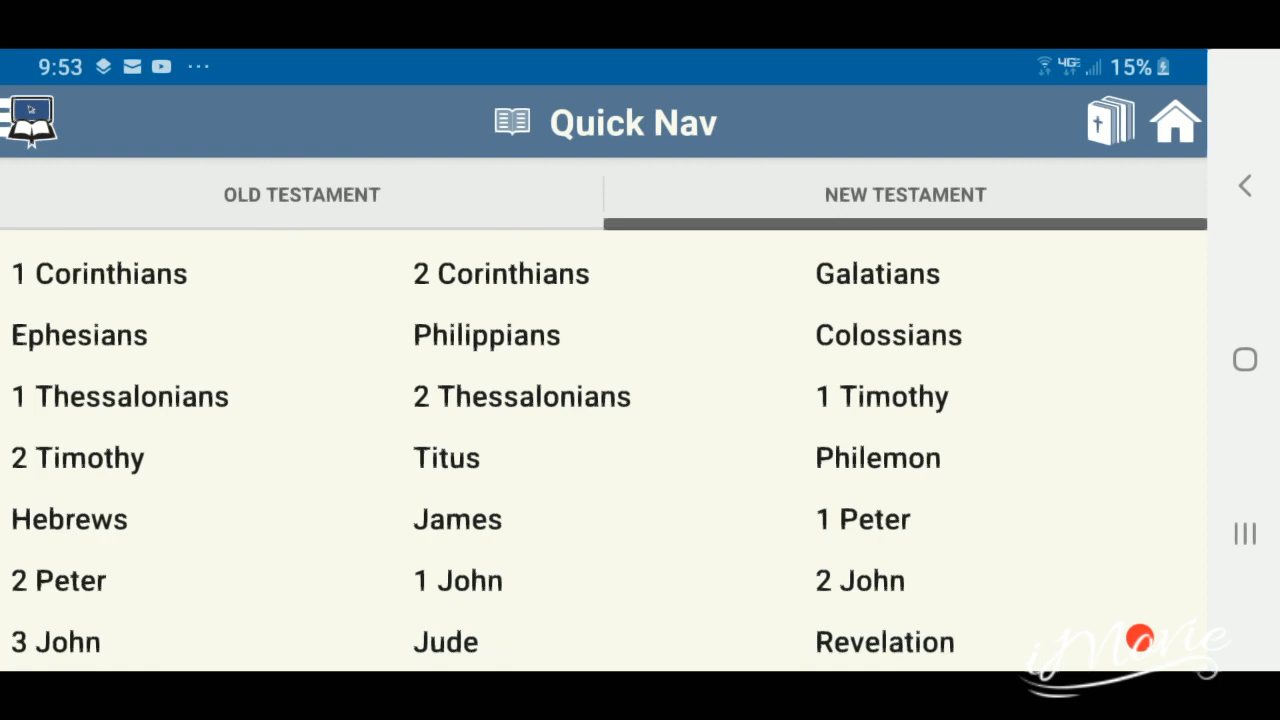 9:53 ... 4GE 15%
Quick Nav
OLD TESTAMENT NEW TESTAMENT
1 Corinthians 2 Corinthians Galatians
Ephesians Philippians Colossians
1 Thessalonians 2 Thessalonians 1 Timothy
2 Timothy Titus Philemon
Hebrews James 1 Peter
2 Peter 1 John 2 John
3 John Jude Revelation
iMovie